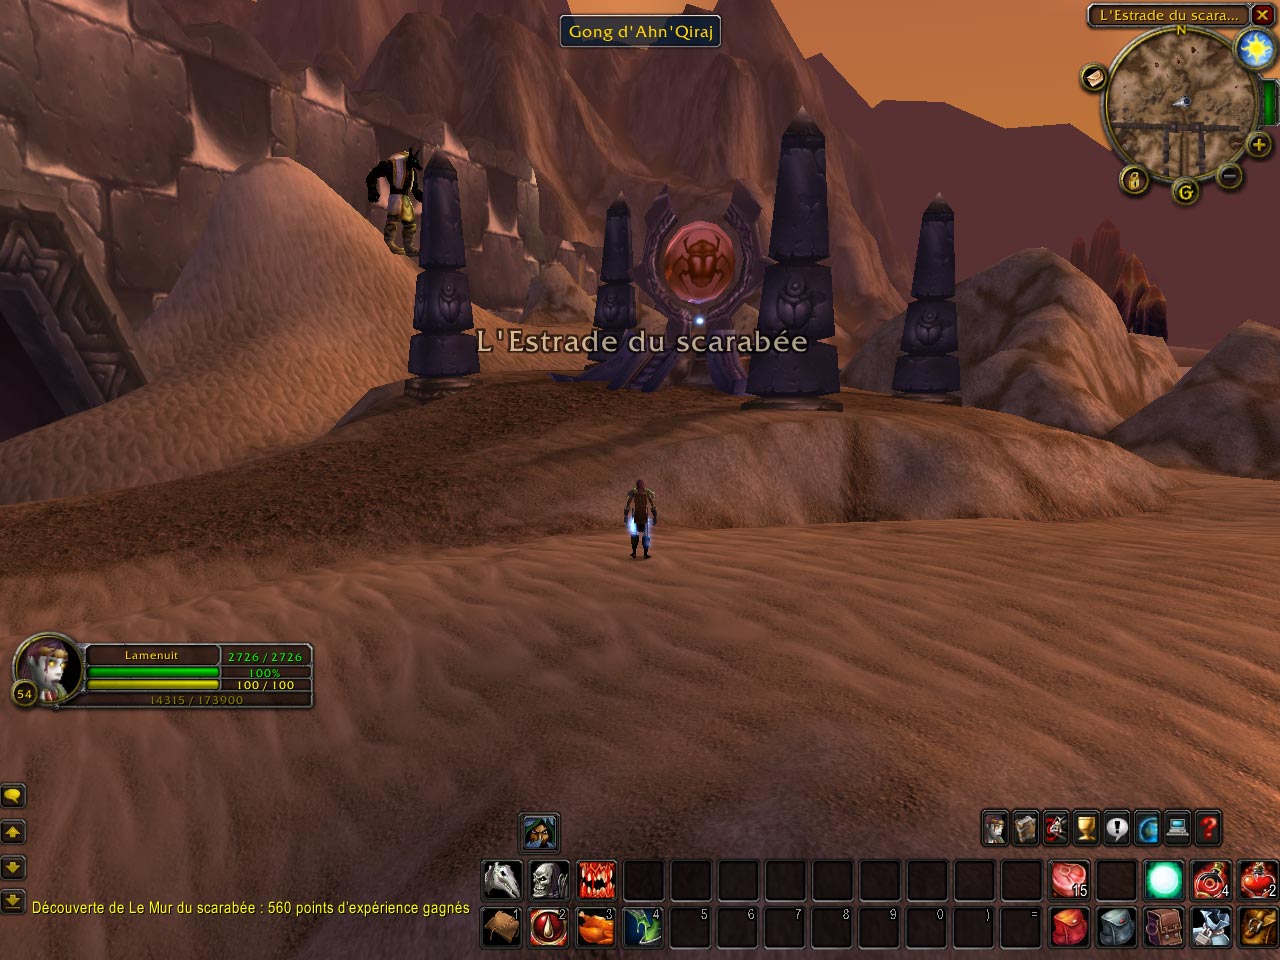 Gong d'Ahn'Qiraj
L'Estrade du scara...
N
G
L'Estrade du scarabée
Lamenuit
2726 / 2726
100%
100 / 100
54
14315 / 173900
Découverte de Le Mur du scarabée : 560 points d'expérience gagnés
15
4
2
1 2 3 4 5 6 7 8 9 0 ) =